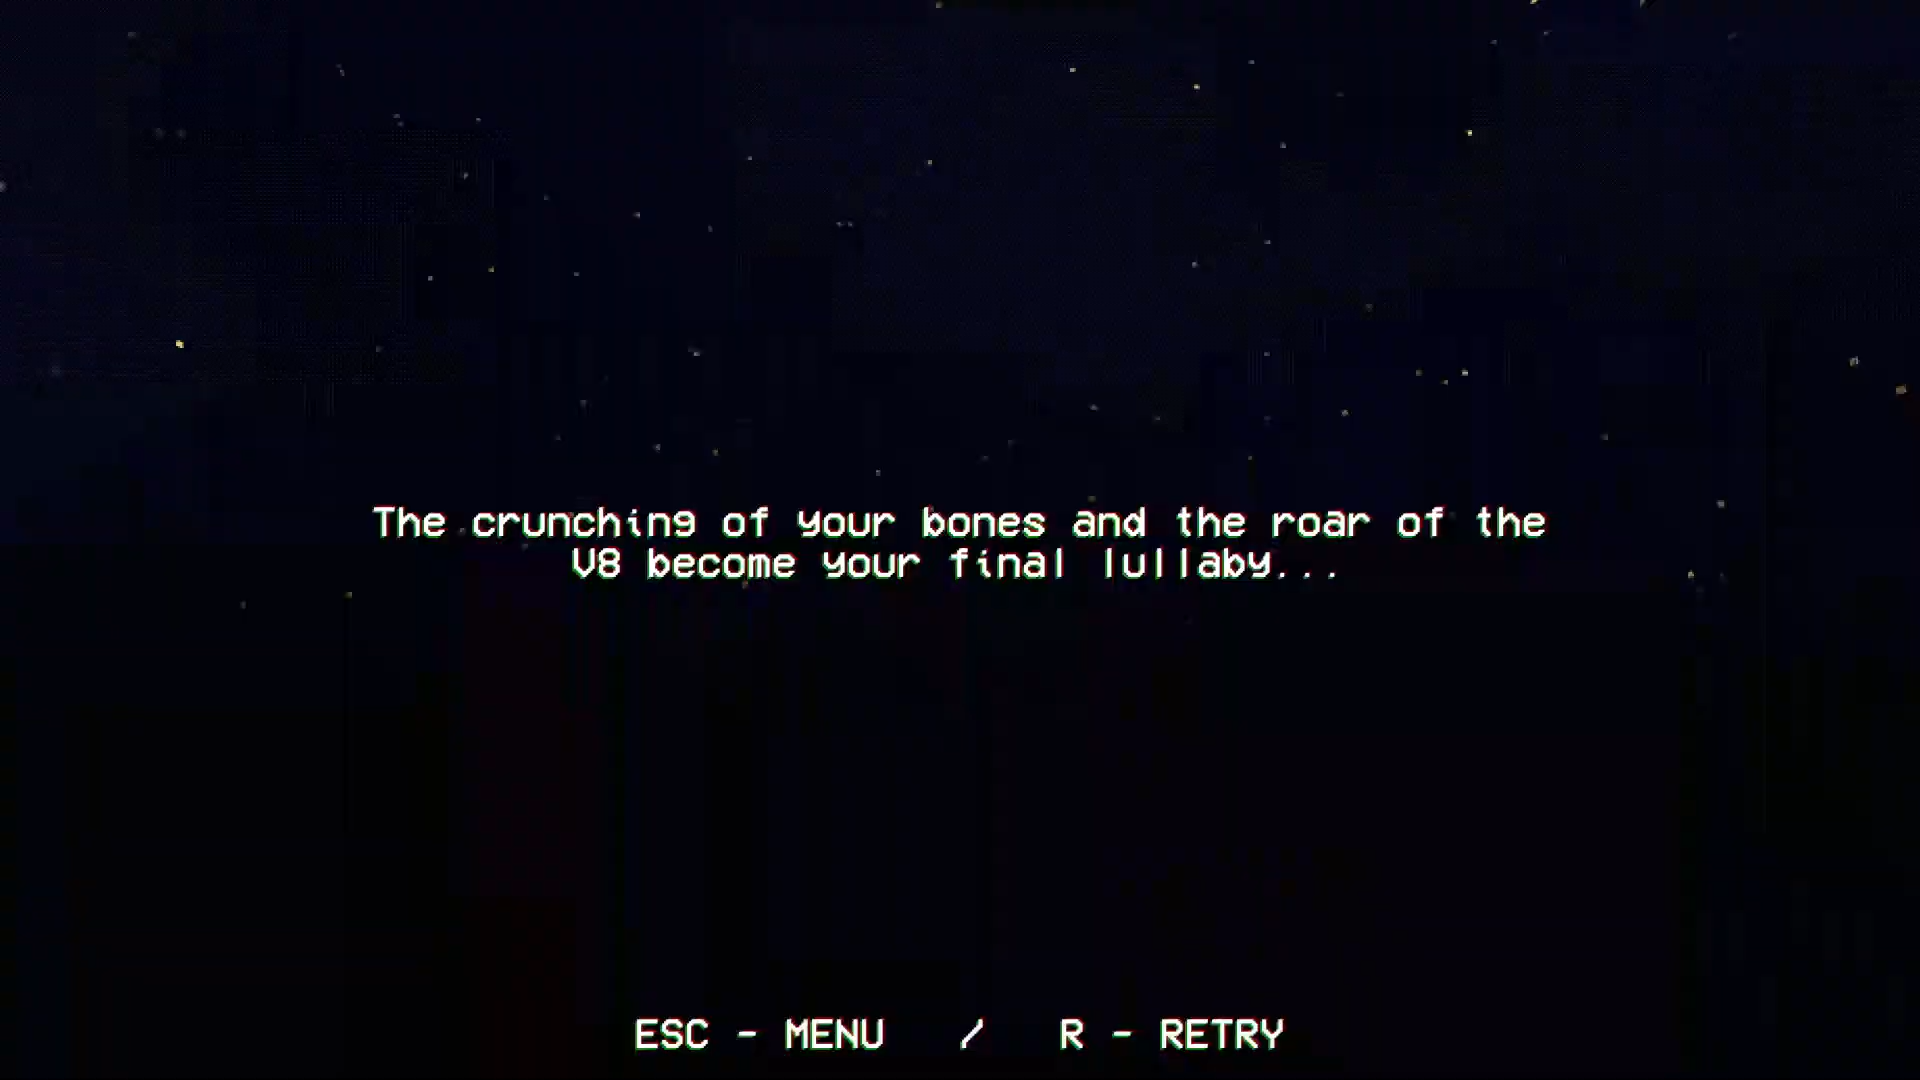 The crunching of your bones and the roar of the
V8 become your final lullaby...
ESC - MENU / R - RETRY